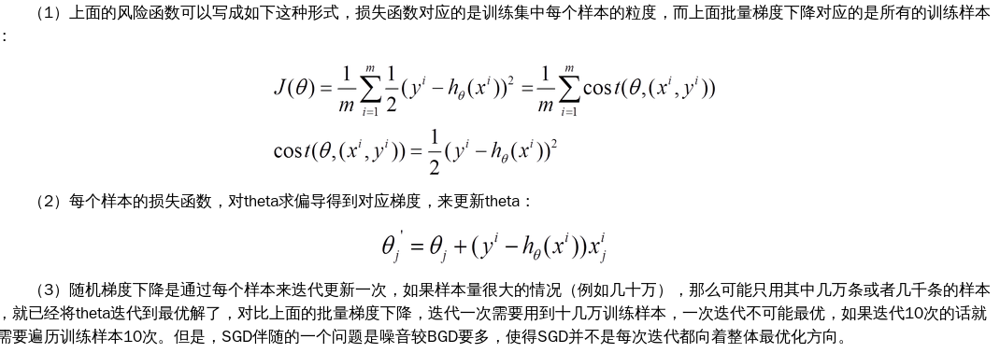 （1）上面的风险函数可以写成如下这种形式，损失函数对应的是训练集中每个样本的粒度，而上面批量梯度下降对应的是所有的训练样本
：
J(θ) = \frac{1}{m} \sum_{i=1}^{m} \frac{1}{2} (y^i − h_θ(x^i))^2 = \frac{1}{m} \sum_{i=1}^{m} cost(θ,(x^i, y^i))
cost(θ,(x^i, y^i)) = \frac{1}{2} (y^i − h_θ(x^i))^2
（2）每个样本的损失函数，对theta求偏导得到对应梯度，来更新theta：
θ_j' = θ_j + (y^i − h_θ(x^i))x_j^i
（3）随机梯度下降是通过每个样本来迭代更新一次，如果样本量很大的情况（例如几十万），那么可能只用其中几万条或者几千条的样本
，就已经将theta迭代到最优解了，对比上面的批量梯度下降，迭代一次需要用到十几万训练样本，一次迭代不可能最优，如果迭代10次的话就
需要遍历训练样本10次。但是，SGD伴随的一个问题是噪音较BGD要多，使得SGD并不是每次迭代都向着整体最优化方向。